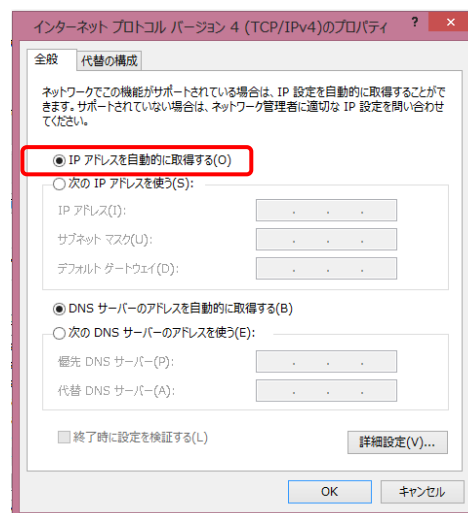 インターネット プロトコル バージョン 4 (TCP/IPv4)のプロパティ
? ×
全般
代替の構成
ネットワークでこの機能がサポートされている場合は、IP 設定を自動的に取得することがで
きます。サポートされていない場合は、ネットワーク管理者に適切な IP 設定を問い合わせ
てください。
IP アドレスを自動的に取得する(O)
次の IP アドレスを使う(S):
IP アドレス(I):
サブネット マスク(U):
デフォルト ゲートウェイ(D):
DNS サーバーのアドレスを自動的に取得する(B)
次の DNS サーバーのアドレスを使う(E):
優先 DNS サーバー(P):
代替 DNS サーバー(A):
終了時に設定を検証する(L)
詳細設定(V)...
OK
キャンセル